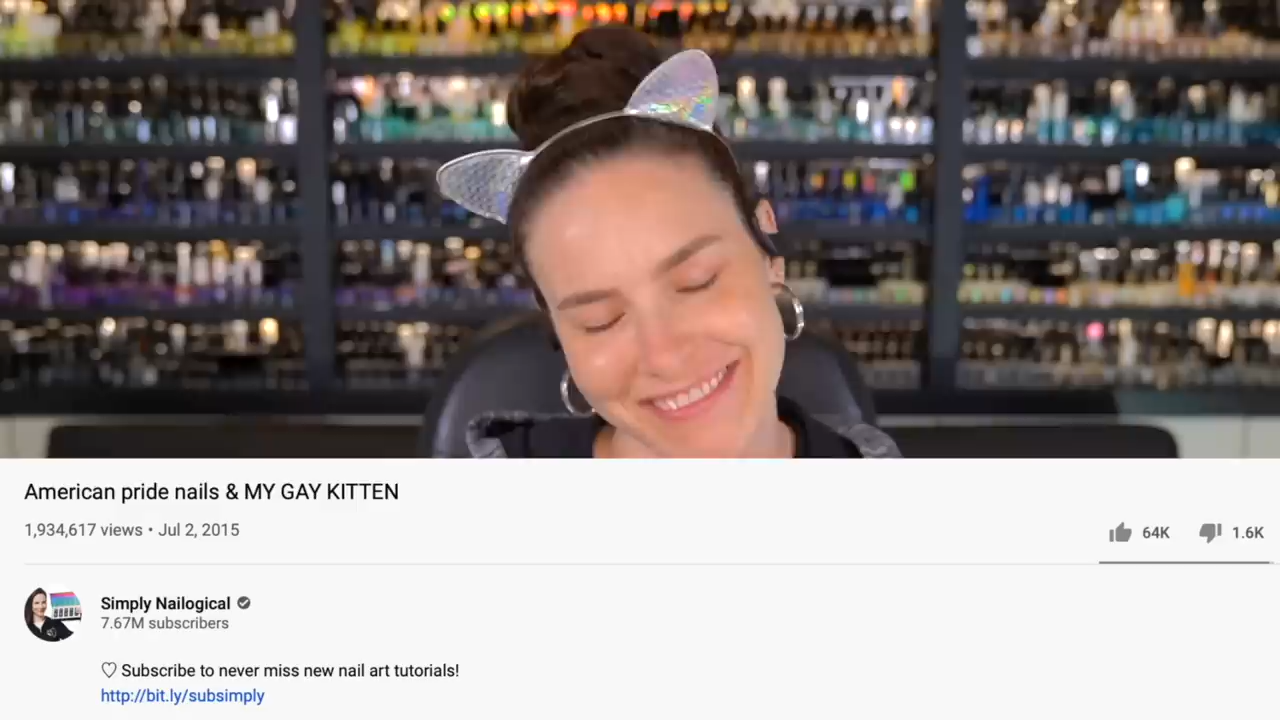 American pride nails & MY GAY KITTEN
1,934,617 views • Jul 2, 2015
64K
1.6K
Simply Nailogical
7.67M subscribers
♡ Subscribe to never miss new nail art tutorials!
http://bit.ly/subsimply